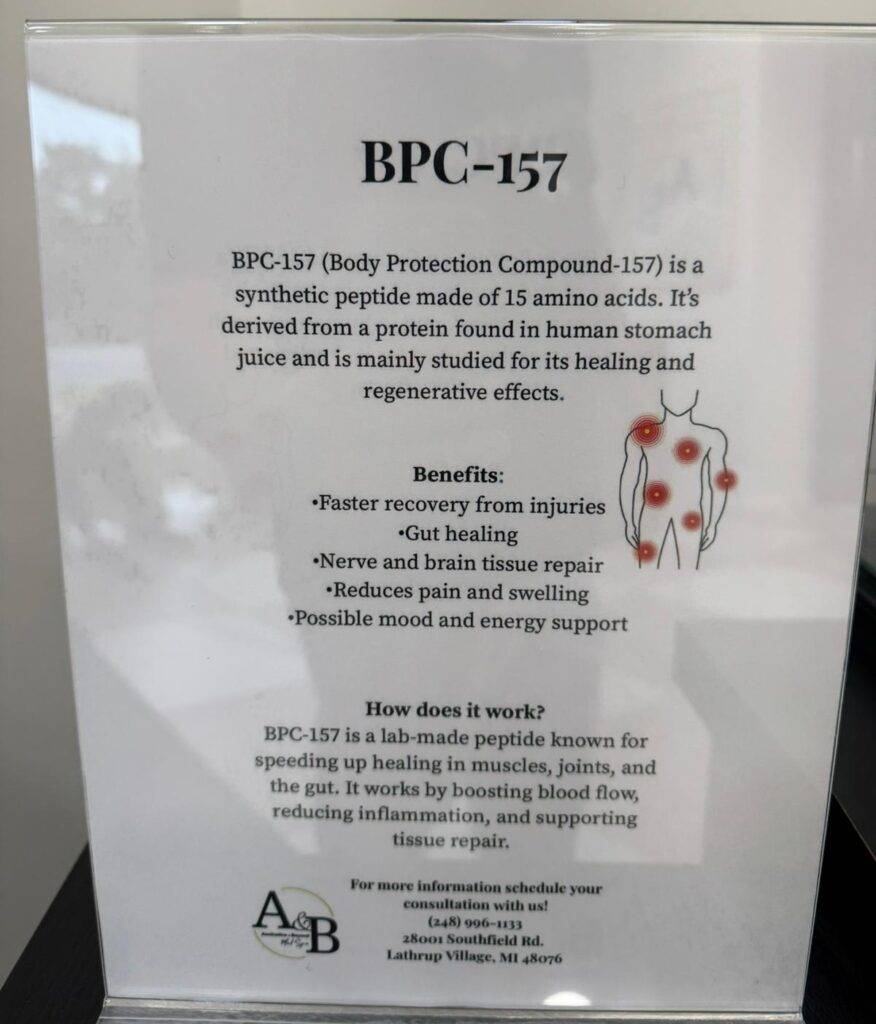 BPC-157
BPC-157 (Body Protection Compound-157) is a
synthetic peptide made of 15 amino acids. It's
derived from a protein found in human stomach
juice and is mainly studied for its healing and
regenerative effects.
Benefits:
•Faster recovery from injuries
•Gut healing
•Nerve and brain tissue repair
•Reduces pain and swelling
•Possible mood and energy support
How does it work?
BPC-157 is a lab-made peptide known for
speeding up healing in muscles, joints, and
the gut. It works by boosting blood flow,
reducing inflammation, and supporting
tissue repair.
For more information schedule your
consultation with us!
(248) 996-1133
28001 Southfield Rd.
Lathrup Village, MI 48076
A&B
Med Spa